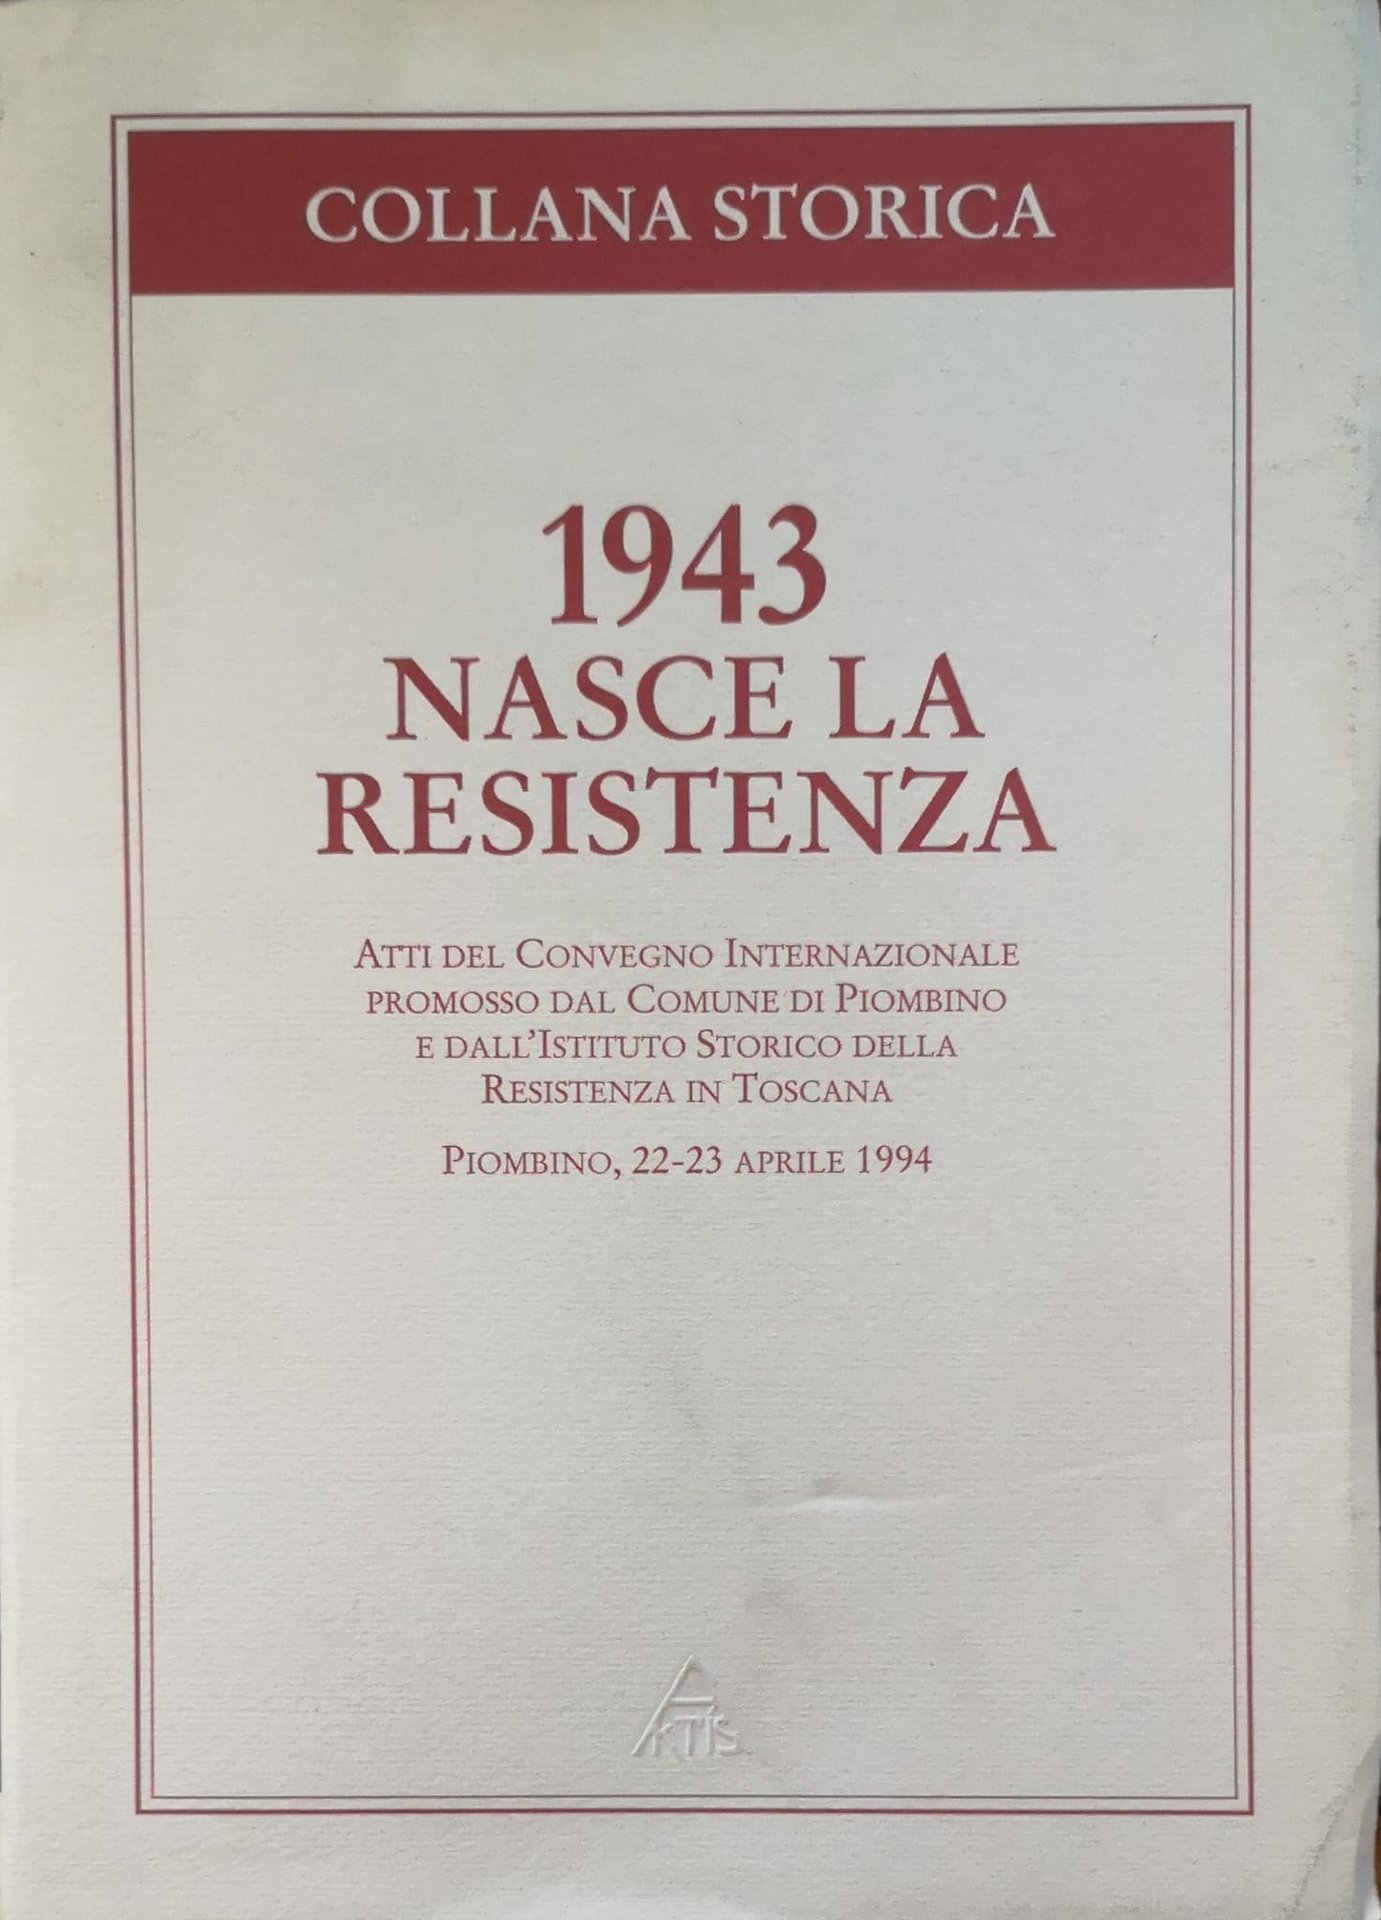 COLLANA STORICA
1943
NASCE LA
RESISTENZA
ATTI DEL CONVEGNO INTERNAZIONALE
PROMOSSO DAL COMUNE DI PIOMBINO
E DALL'ISTITUTO STORICO DELLA
RESISTENZA IN TOSCANA
PIOMBINO, 22-23 APRILE 1994
ARTIS